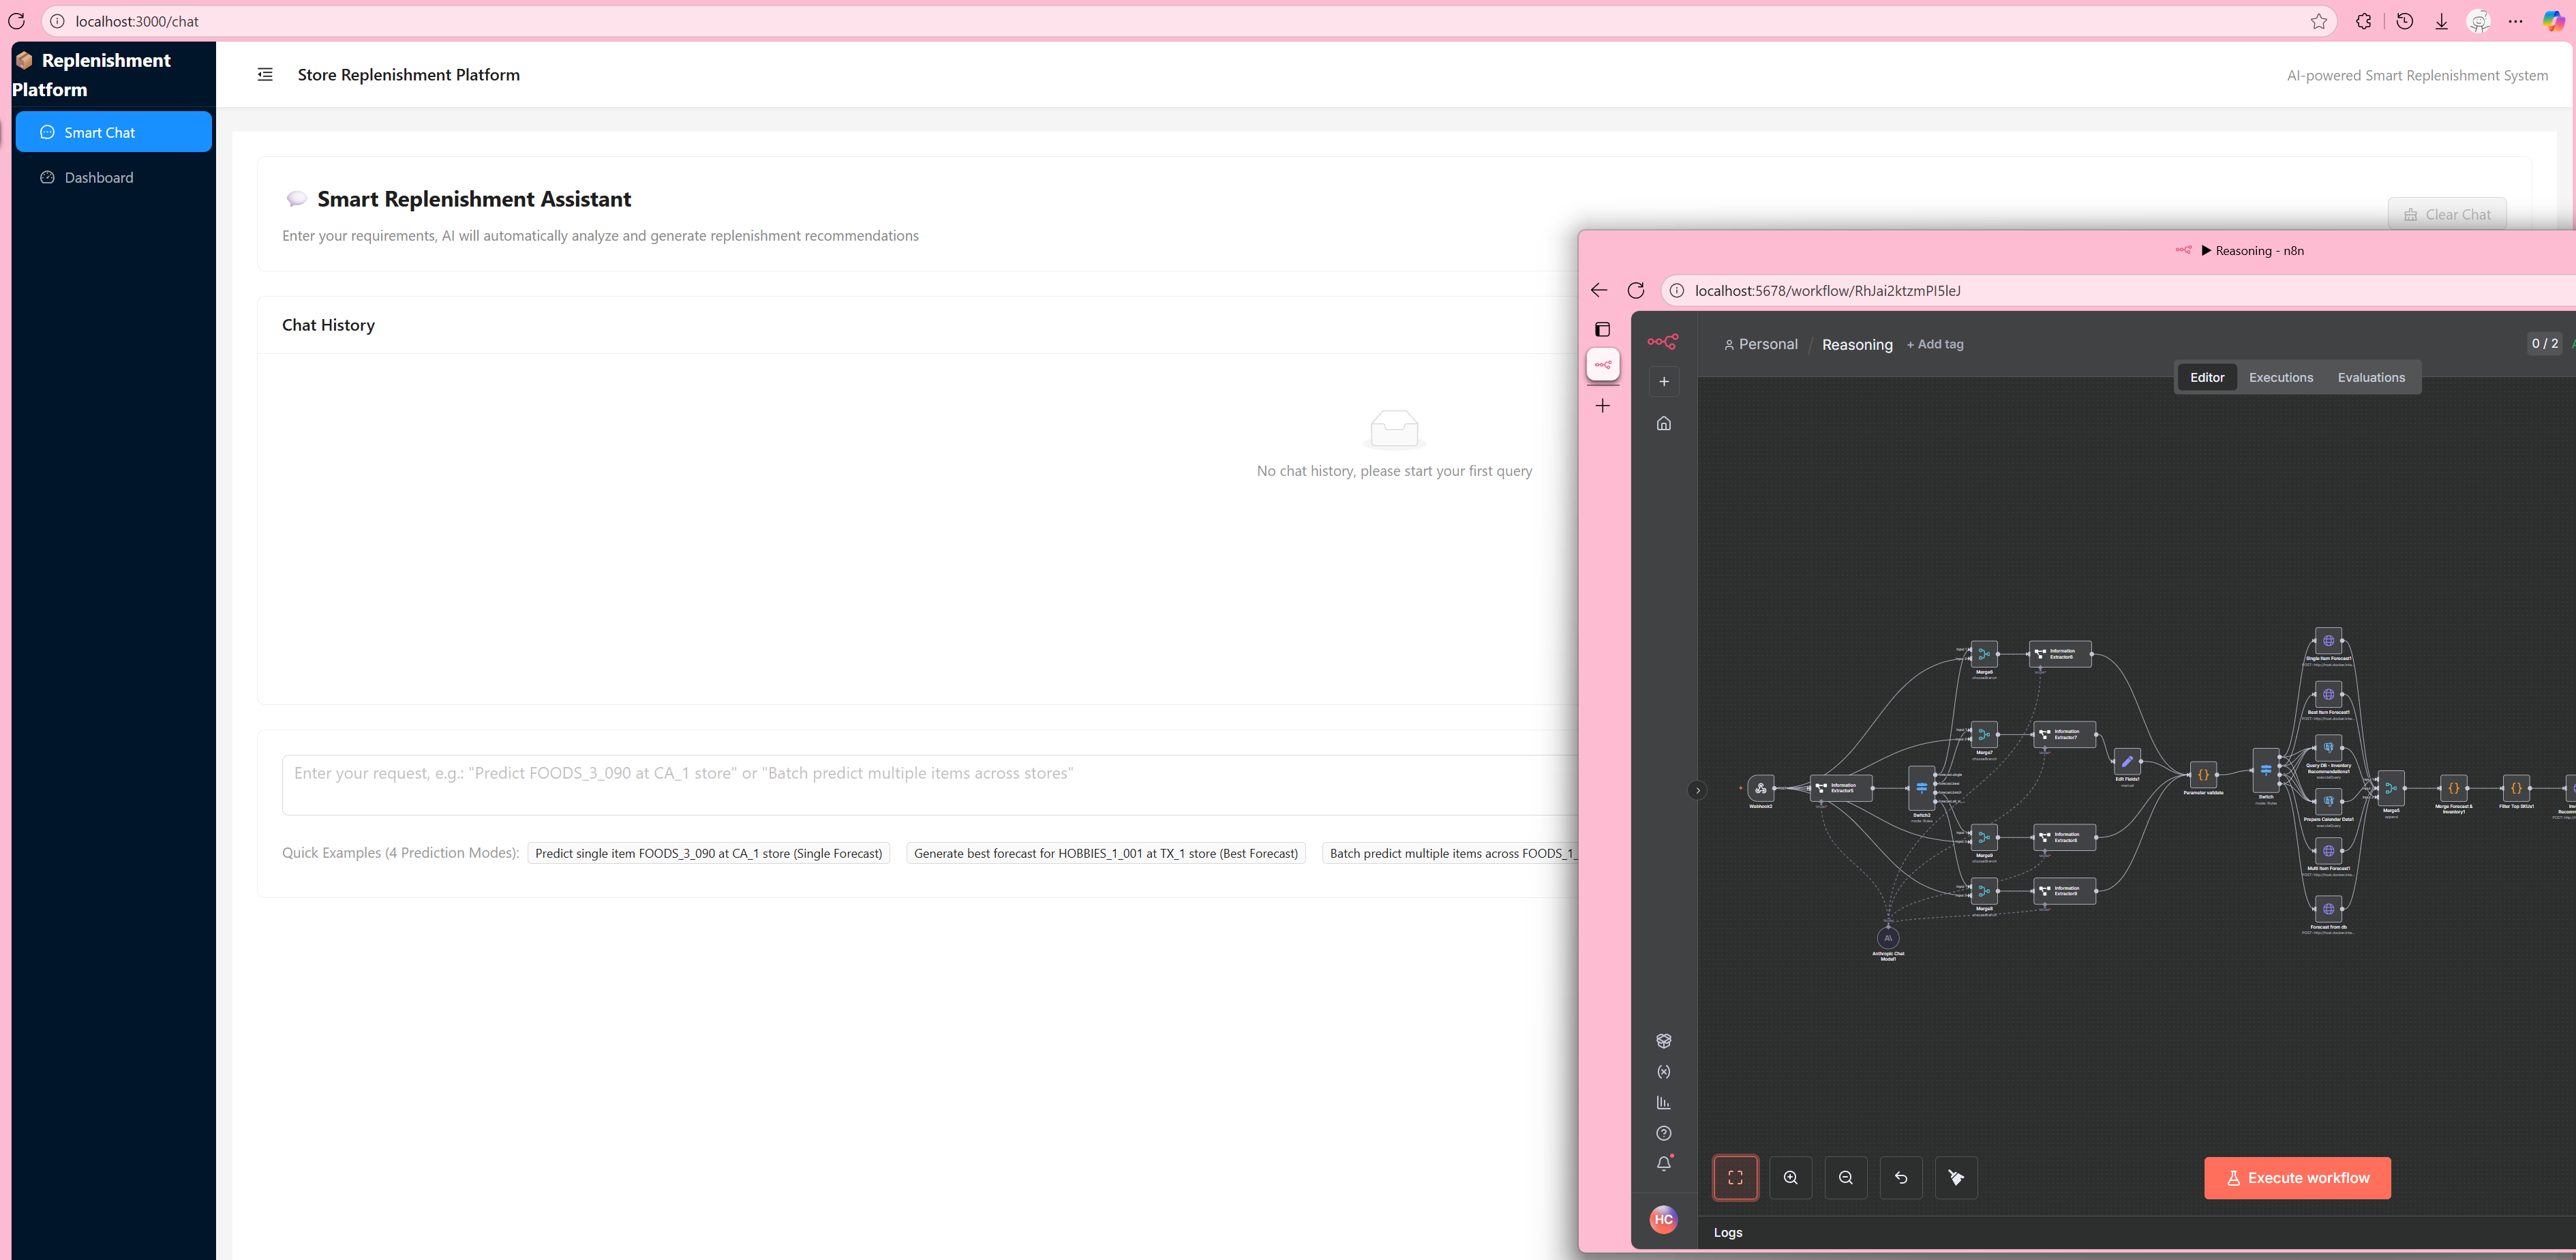 localhost:3000/chat
Replenishment
Platform
Smart Chat
Dashboard
Store Replenishment Platform
AI-powered Smart Replenishment System
Smart Replenishment Assistant
Enter your requirements, AI will automatically analyze and generate replenishment recommendations
Clear Chat
Chat History
No chat history, please start your first query
Enter your request, e.g.: "Predict FOODS_3_090 at CA_1 store" or "Batch predict multiple items across stores"
Quick Examples (4 Prediction Modes):
Predict single item FOODS_3_090 at CA_1 store (Single Forecast)
Generate best forecast for HOBBIES_1_001 at TX_1 store (Best Forecast)
Batch predict multiple items across FOODS_1_
Reasoning - n8n
localhost:5678/workflow/RhJai2ktzmPI5leJ
Personal / Reasoning + Add tag
0 / 2
Editor Executions Evaluations
Webhook2
Information
Switch2
mode: Rules
Merge6
Information
Merge7
Information
Information
Information
Anthropic Chat
Model1
Edit Fields1
manual
Parameter validate
Switch
mode: Rules
Single Item Forecast1
Best Item Forecast1
Query DB - Inventory
Recommendations1
Prepare Calendar Data1
Multi Item Forecast1
Forecast from db
Merge5
append
Merge Forecast &
Inventory1
Filter Top SKUs1
Execute workflow
HC
Logs